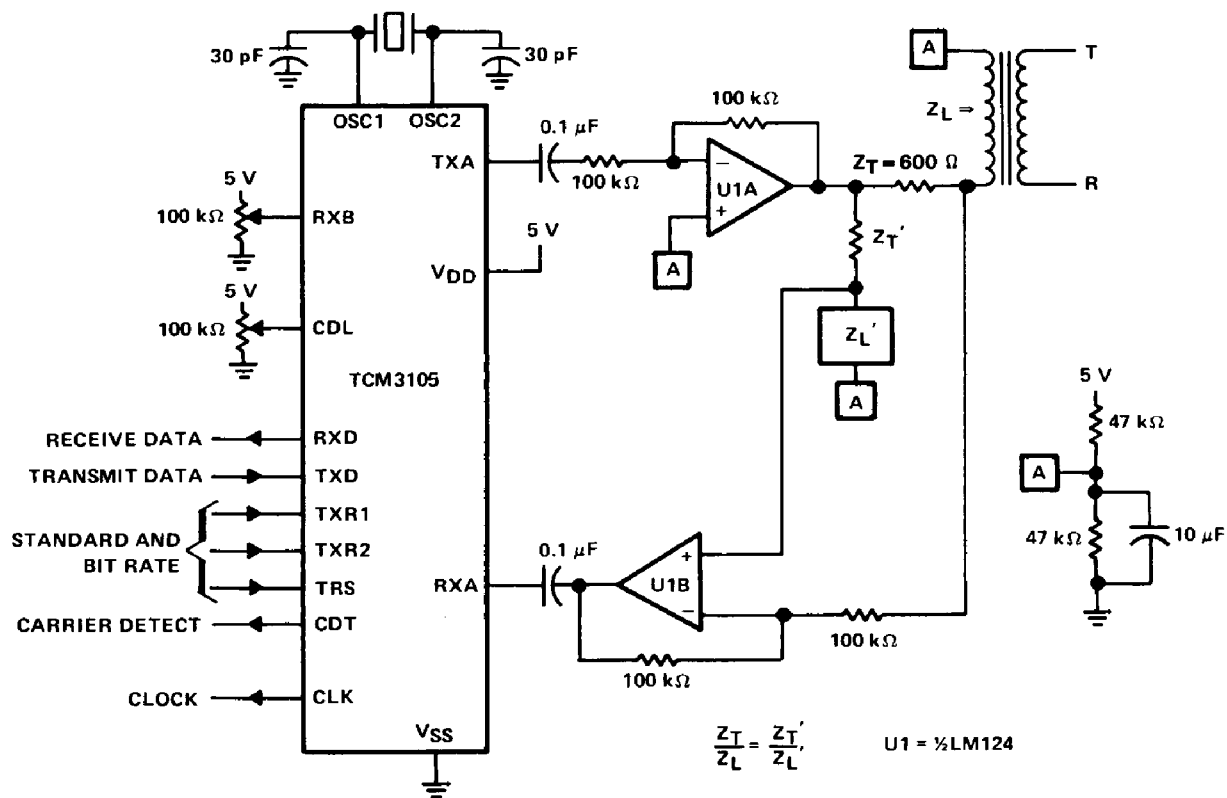 30 pF
30 pF
OSC1 OSC2
A
T
Z_L ⇒
R
100 kΩ
0.1 μF
TXA
100 kΩ
−
U1A
+
Z_T = 600 Ω
A
5 V
100 kΩ
RXB
5 V
V_DD
Z_T'
5 V
100 kΩ
CDL
Z_L'
TCM3105
A
5 V
47 kΩ
A
47 kΩ
10 μF
RECEIVE DATA
RXD
TRANSMIT DATA
TXD
STANDARD AND
BIT RATE
TXR1
TXR2
TRS
CARRIER DETECT
CDT
CLOCK
CLK
RXA
0.1 μF
+
U1B
−
100 kΩ
100 kΩ
V_SS
Z_T/Z_L = Z_T'/Z_L',
U1 = ½LM124